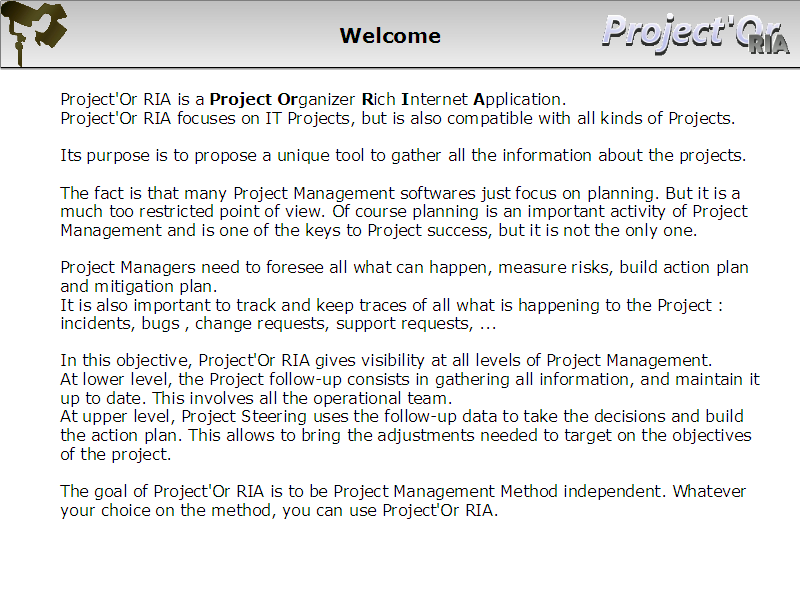 Welcome
Project'Or
RIA
Project'Or RIA is a Project Organizer Rich Internet Application.
Project'Or RIA focuses on IT Projects, but is also compatible with all kinds of Projects.
Its purpose is to propose a unique tool to gather all the information about the projects.
The fact is that many Project Management softwares just focus on planning. But it is a
much too restricted point of view. Of course planning is an important activity of Project
Management and is one of the keys to Project success, but it is not the only one.
Project Managers need to foresee all what can happen, measure risks, build action plan
and mitigation plan.
It is also important to track and keep traces of all what is happening to the Project :
incidents, bugs , change requests, support requests, ...
In this objective, Project'Or RIA gives visibility at all levels of Project Management.
At lower level, the Project follow-up consists in gathering all information, and maintain it
up to date. This involves all the operational team.
At upper level, Project Steering uses the follow-up data to take the decisions and build
the action plan. This allows to bring the adjustments needed to target on the objectives
of the project.
The goal of Project'Or RIA is to be Project Management Method independent. Whatever
your choice on the method, you can use Project'Or RIA.